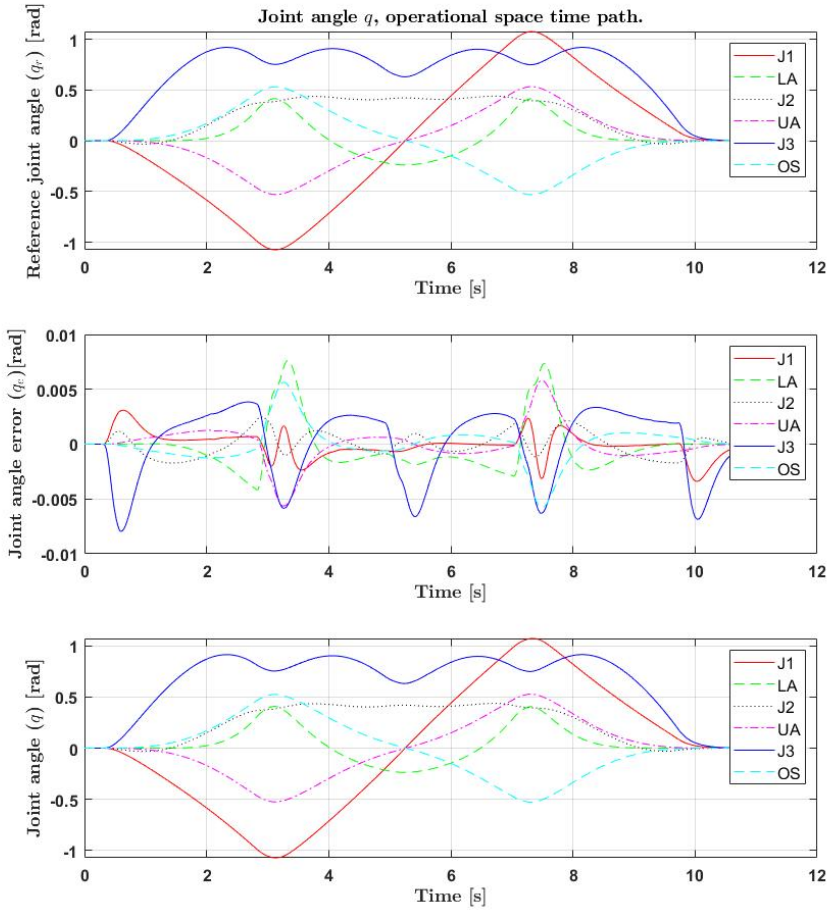 Joint angle q, operational space time path.
Reference joint angle (qᵣ) [rad]
1
0.5
0
-0.5
-1
0 2 4 6 8 10 12
Time [s]
J1
LA
J2
UA
J3
OS
Joint angle error (qₑ)[rad]
0.01
0.005
0
-0.005
-0.01
0 2 4 6 8 10 12
Time [s]
J1
LA
J2
UA
J3
OS
Joint angle (q) [rad]
1
0.5
0
-0.5
-1
0 2 4 6 8 10 12
Time [s]
J1
LA
J2
UA
J3
OS